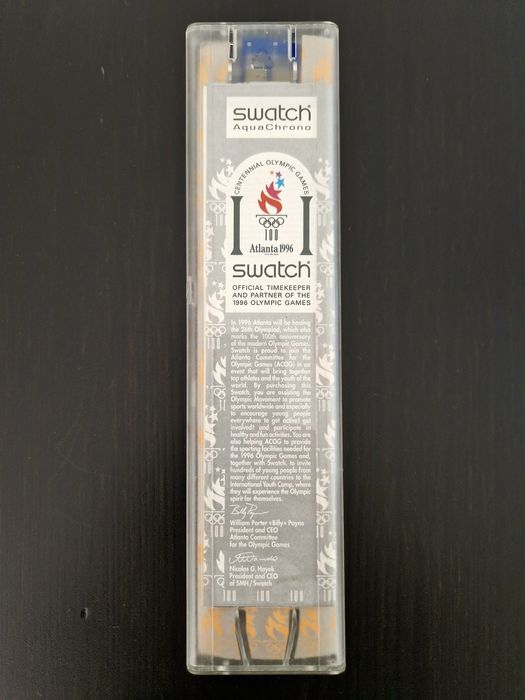 swatch
AquaChrono
CENTENNIAL OLYMPIC GAMES
100
Atlanta 1996
swatch
OFFICIAL TIMEKEEPER
AND PARTNER OF THE
1996 OLYMPIC GAMES
In 1996 Atlanta will be hosting
the 26th Olympiad, which also
marks the 100th anniversary
of the modern Olympic Games.
Swatch is proud to join the
Atlanta Committee for the
Olympic Games (ACOG) in an
event that will bring together
top athletes and the youth of the
world. By purchasing this
Swatch, you are assisting the
Olympic Movement to promote
sports worldwide and especially
to encourage young people
everywhere to get active! get
involved! and participate in
healthy and fun activities. You are
also helping ACOG to provide
the sporting facilities needed for
the 1996 Olympic Games and,
together with Swatch, to invite
hundreds of young people from
many different countries to the
International Youth Camp, where
they will experience the Olympic
spirit for themselves.
William Porter «Billy» Payne
President and CEO
Atlanta Committee
for the Olympic Games
Nicolas G. Hayek
President and CEO
of SMH / Swatch
100 100 100